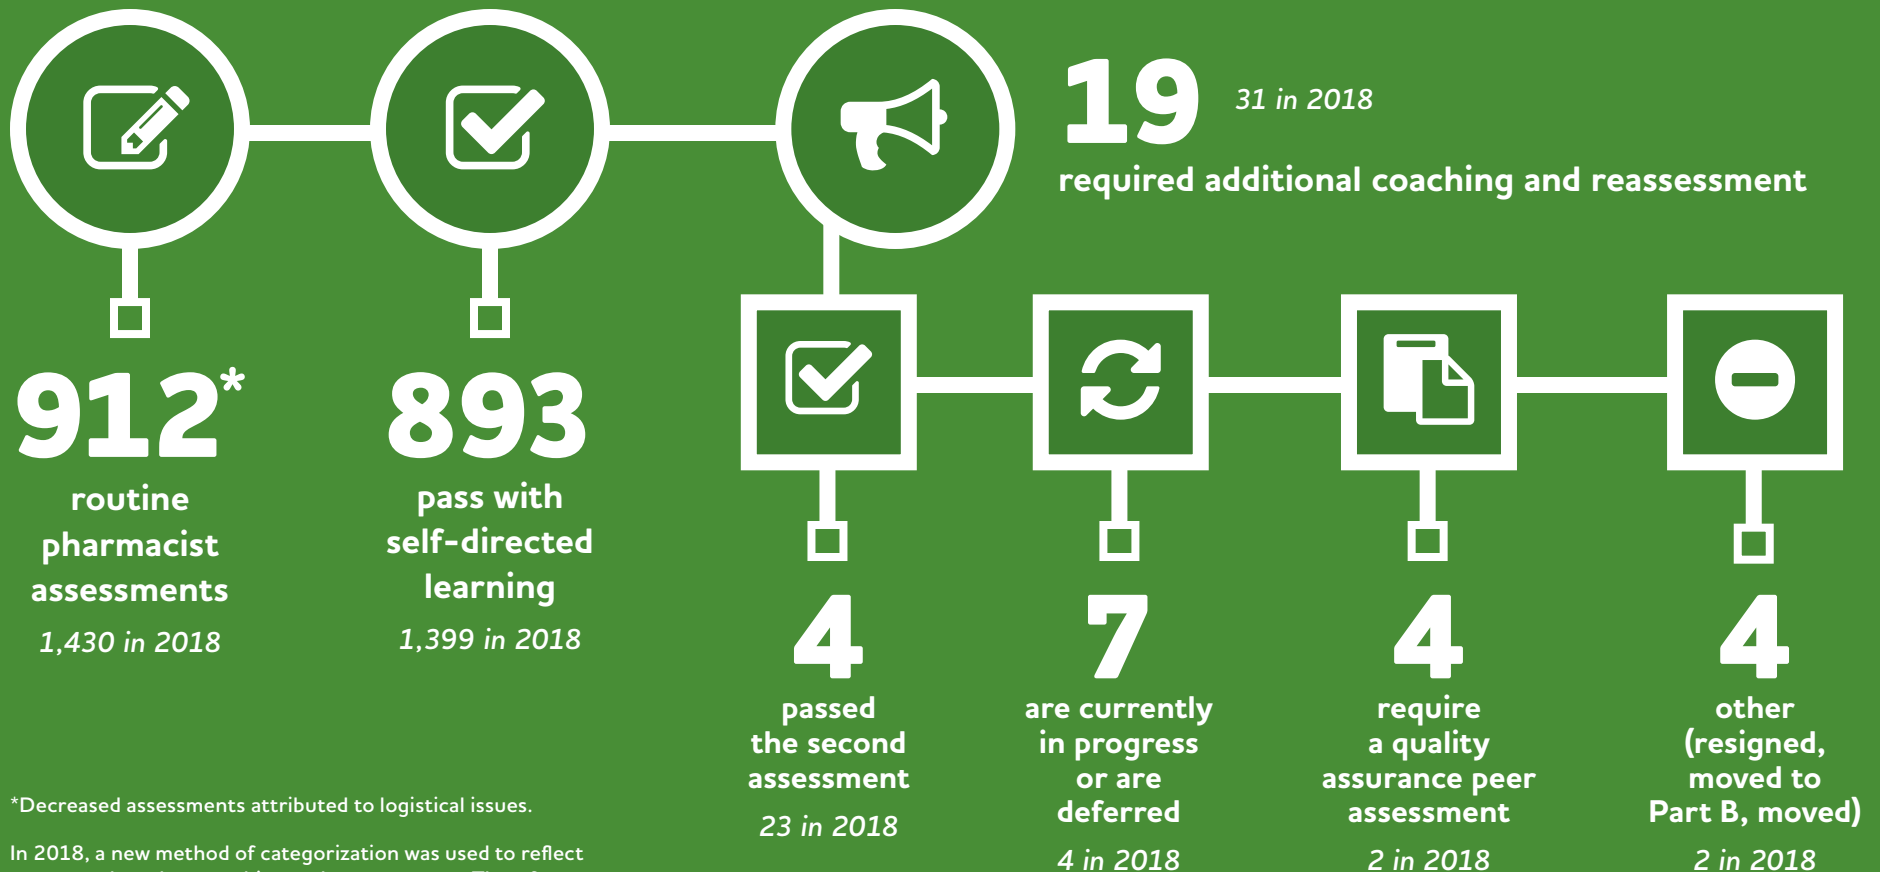 19 31 in 2018
required additional coaching and reassessment
912*
routine
pharmacist
assessments
1,430 in 2018
893
pass with
self-directed
learning
1,399 in 2018
4
passed
the second
assessment
23 in 2018
7
are currently
in progress
or are
deferred
4 in 2018
4
require
a quality
assurance peer
assessment
2 in 2018
4
other
(resigned,
moved to
Part B, moved)
2 in 2018
*Decreased assessments attributed to logistical issues.
In 2018, a new method of categorization was used to reflect